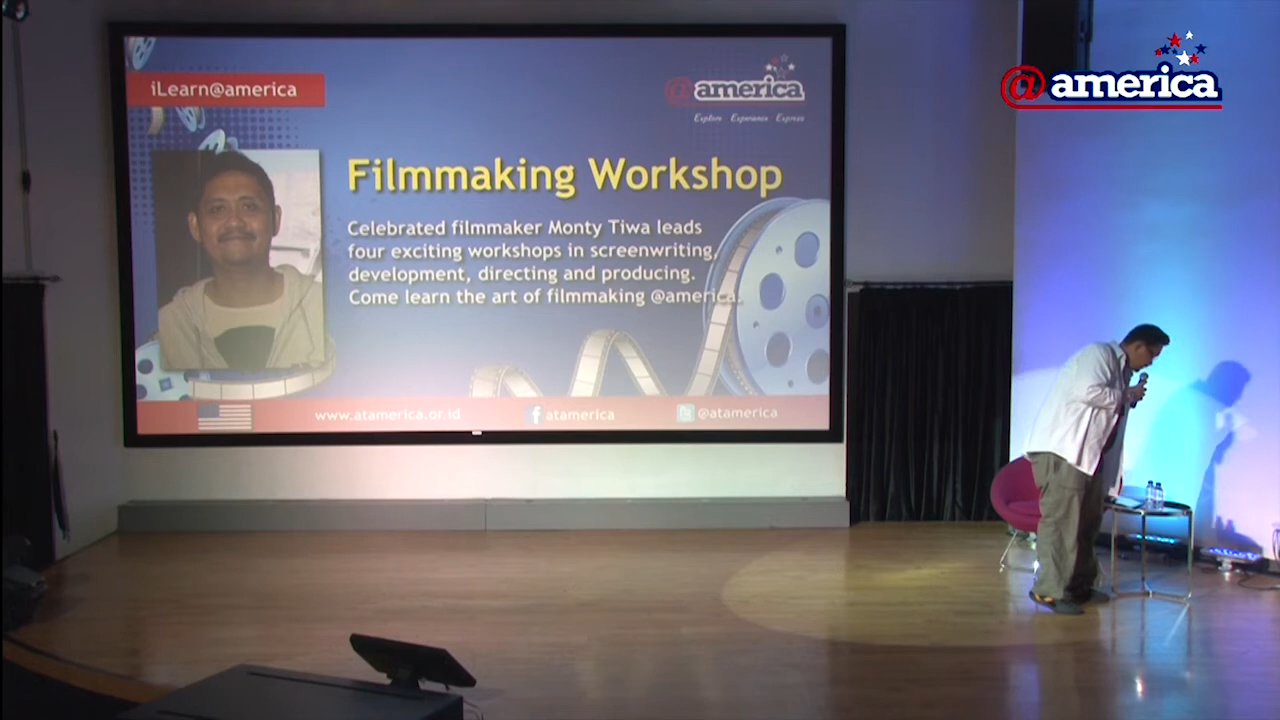 iLearn@america
@america
Explore Experience Express
Filmmaking Workshop
Celebrated filmmaker Monty Tiwa leads
four exciting workshops in screenwriting,
development, directing and producing.
Come learn the art of filmmaking @america.
www.atamerica.or.id
atamerica
@atamerica
@america